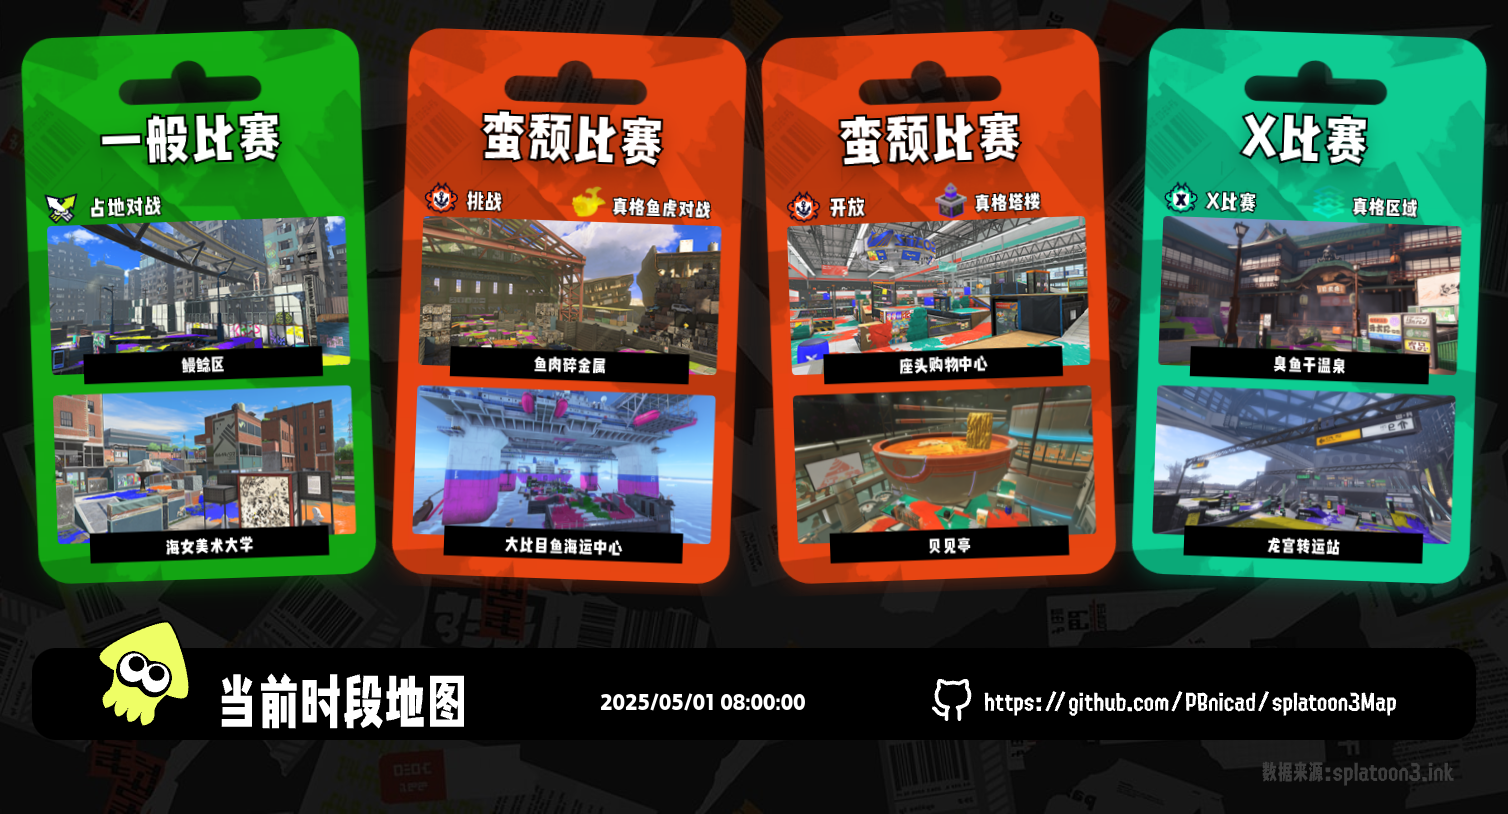 一般比赛
占地对战
鳗鲶区
海女美术大学
蛮颓比赛
挑战
真格鱼虎对战
鱼肉碎金属
大比目鱼海运中心
蛮颓比赛
开放
真格塔楼
座头购物中心
贝见亭
X比赛
X比赛
真格区域
臭鱼干温泉
龙宫转运站
当前时段地图
2025/05/01 08:00:00
https://github.com/PBnicad/splatoon3Map
数据来源:splatoon3.ink